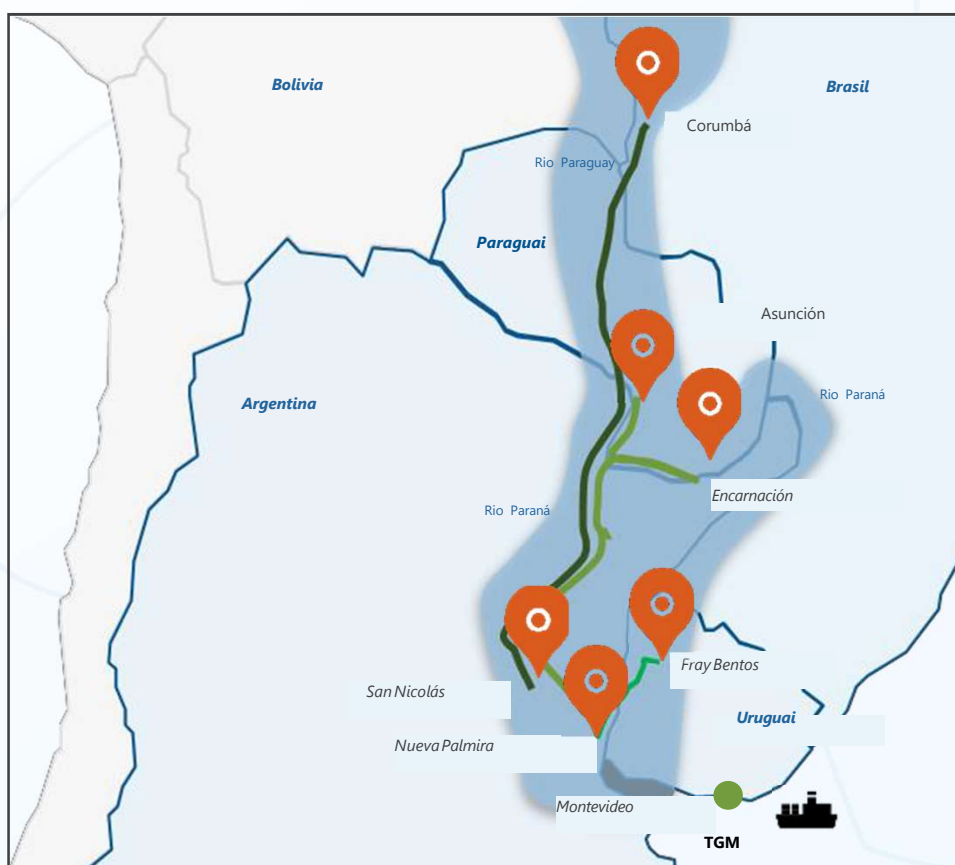 Bolivia
Brasil
Corumbá
Rio Paraguay
Paraguai
Asunción
Argentina
Rio Paraná
Encarnación
Rio Paraná
Fray Bentos
San Nicolás
Uruguai
Nueva Palmira
Montevideo
TGM